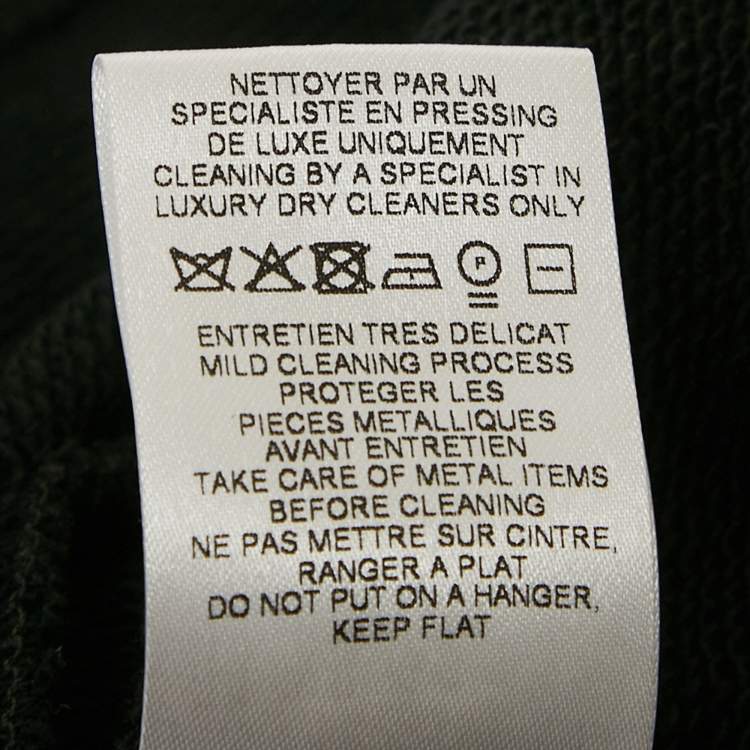 NETTOYER PAR UN
SPECIALISTE EN PRESSING
DE LUXE UNIQUEMENT
CLEANING BY A SPECIALIST IN
LUXURY DRY CLEANERS ONLY
P
ENTRETIEN TRES DELICAT
MILD CLEANING PROCESS
PROTEGER LES
PIECES METALLIQUES
AVANT ENTRETIEN
TAKE CARE OF METAL ITEMS
BEFORE CLEANING
NE PAS METTRE SUR CINTRE,
RANGER A PLAT
DO NOT PUT ON A HANGER,
KEEP FLAT